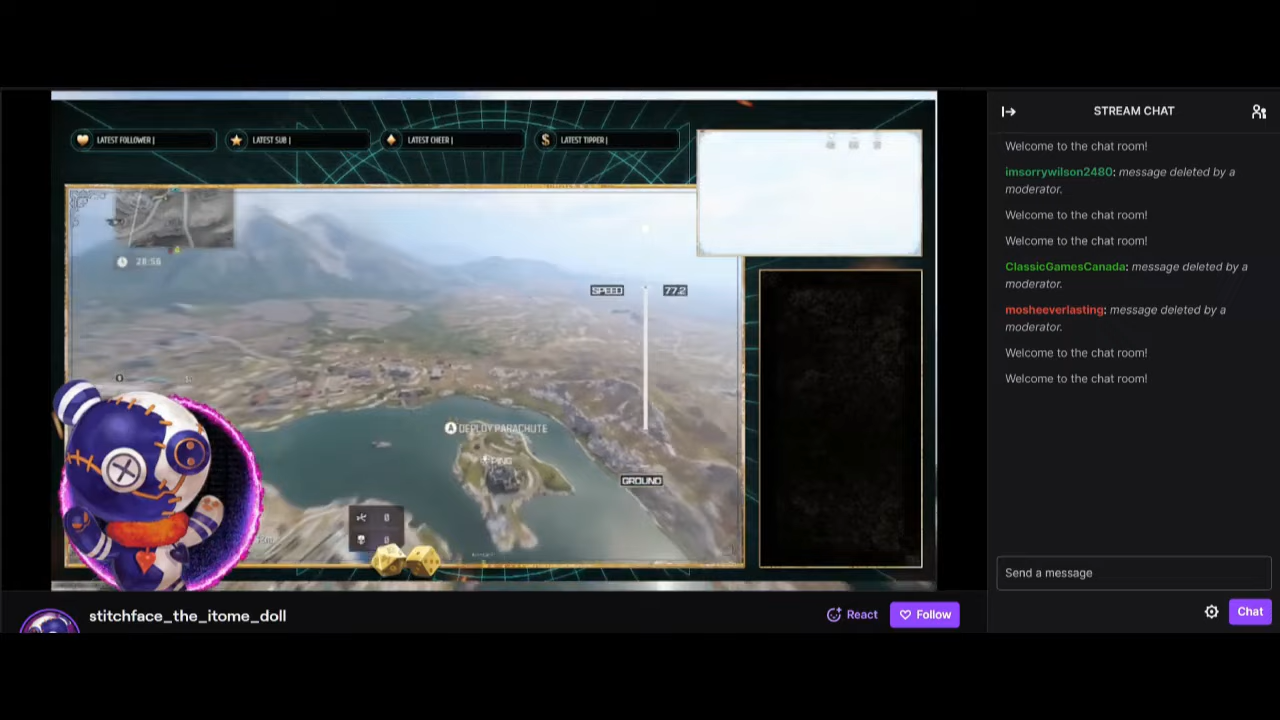 STREAM CHAT
LATEST FOLLOWER |
LATEST SUB |
LATEST CHEER |
LATEST TIPPER |
Welcome to the chat room!
imsorrywilson2480: message deleted by a
moderator.
Welcome to the chat room!
Welcome to the chat room!
ClassicGamesCanada: message deleted by a
moderator.
mosheeverlasting: message deleted by a
moderator.
Welcome to the chat room!
Welcome to the chat room!
28:56
SPEED 77.2
A DEPLOY PARACHUTE
PING
GROUND
0
0
Send a message
Chat
stitchface_the_itome_doll
React
Follow